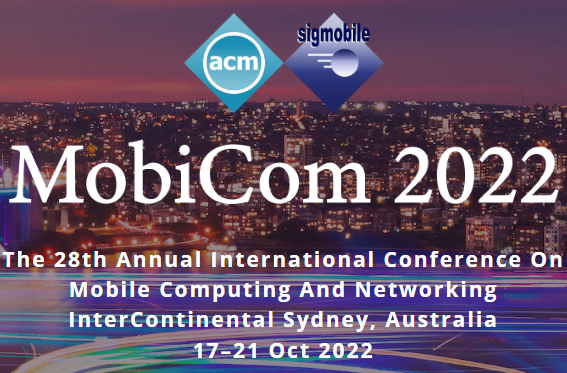 acm sigmobile
MobiCom 2022
The 28th Annual International Conference On
Mobile Computing And Networking
InterContinental Sydney, Australia
17–21 Oct 2022